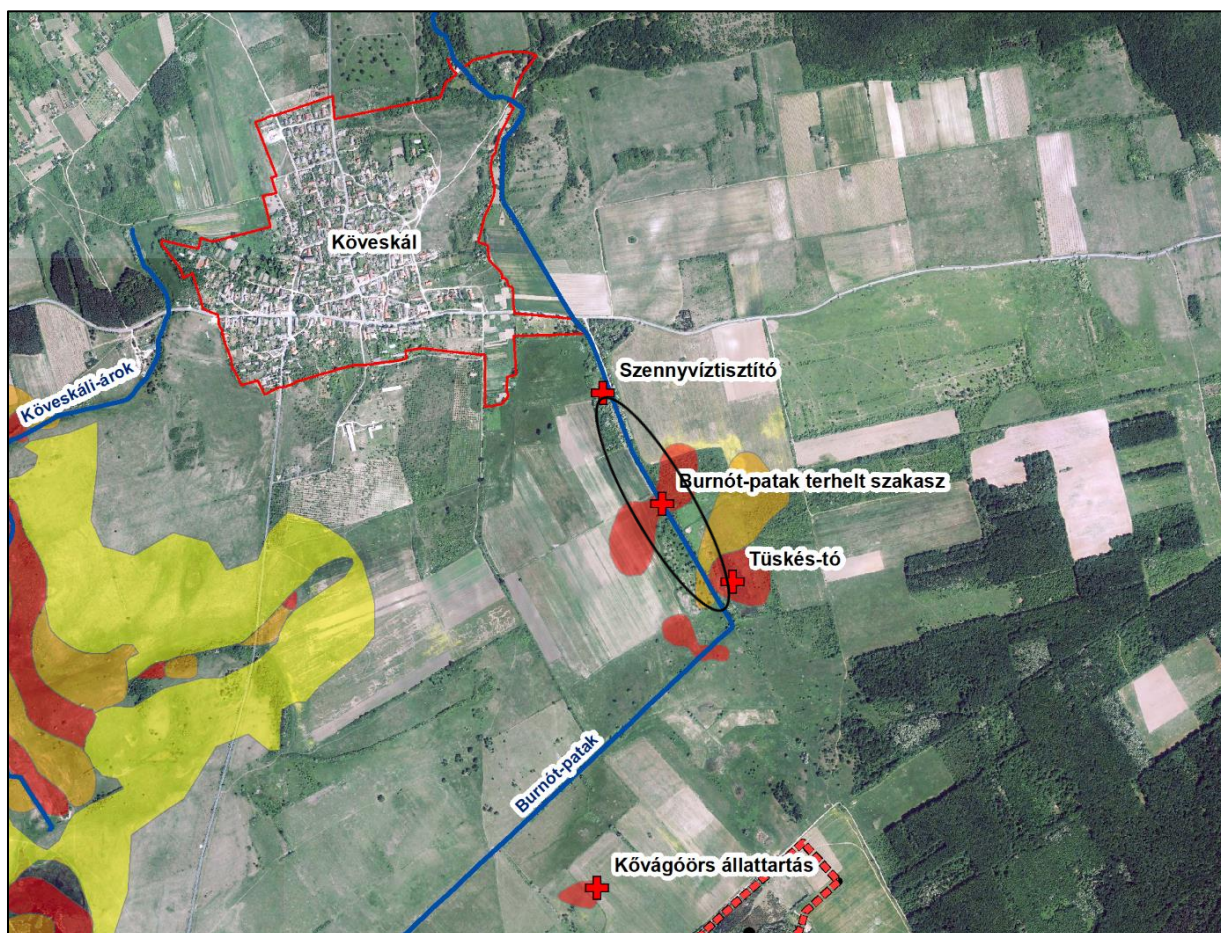 Köveskál
Szennyvíztisztító
Köveskáli-árok
Burnót-patak terhelt szakasz
Tüskés-tó
Burnót-patak
Kővágóörs állattartás